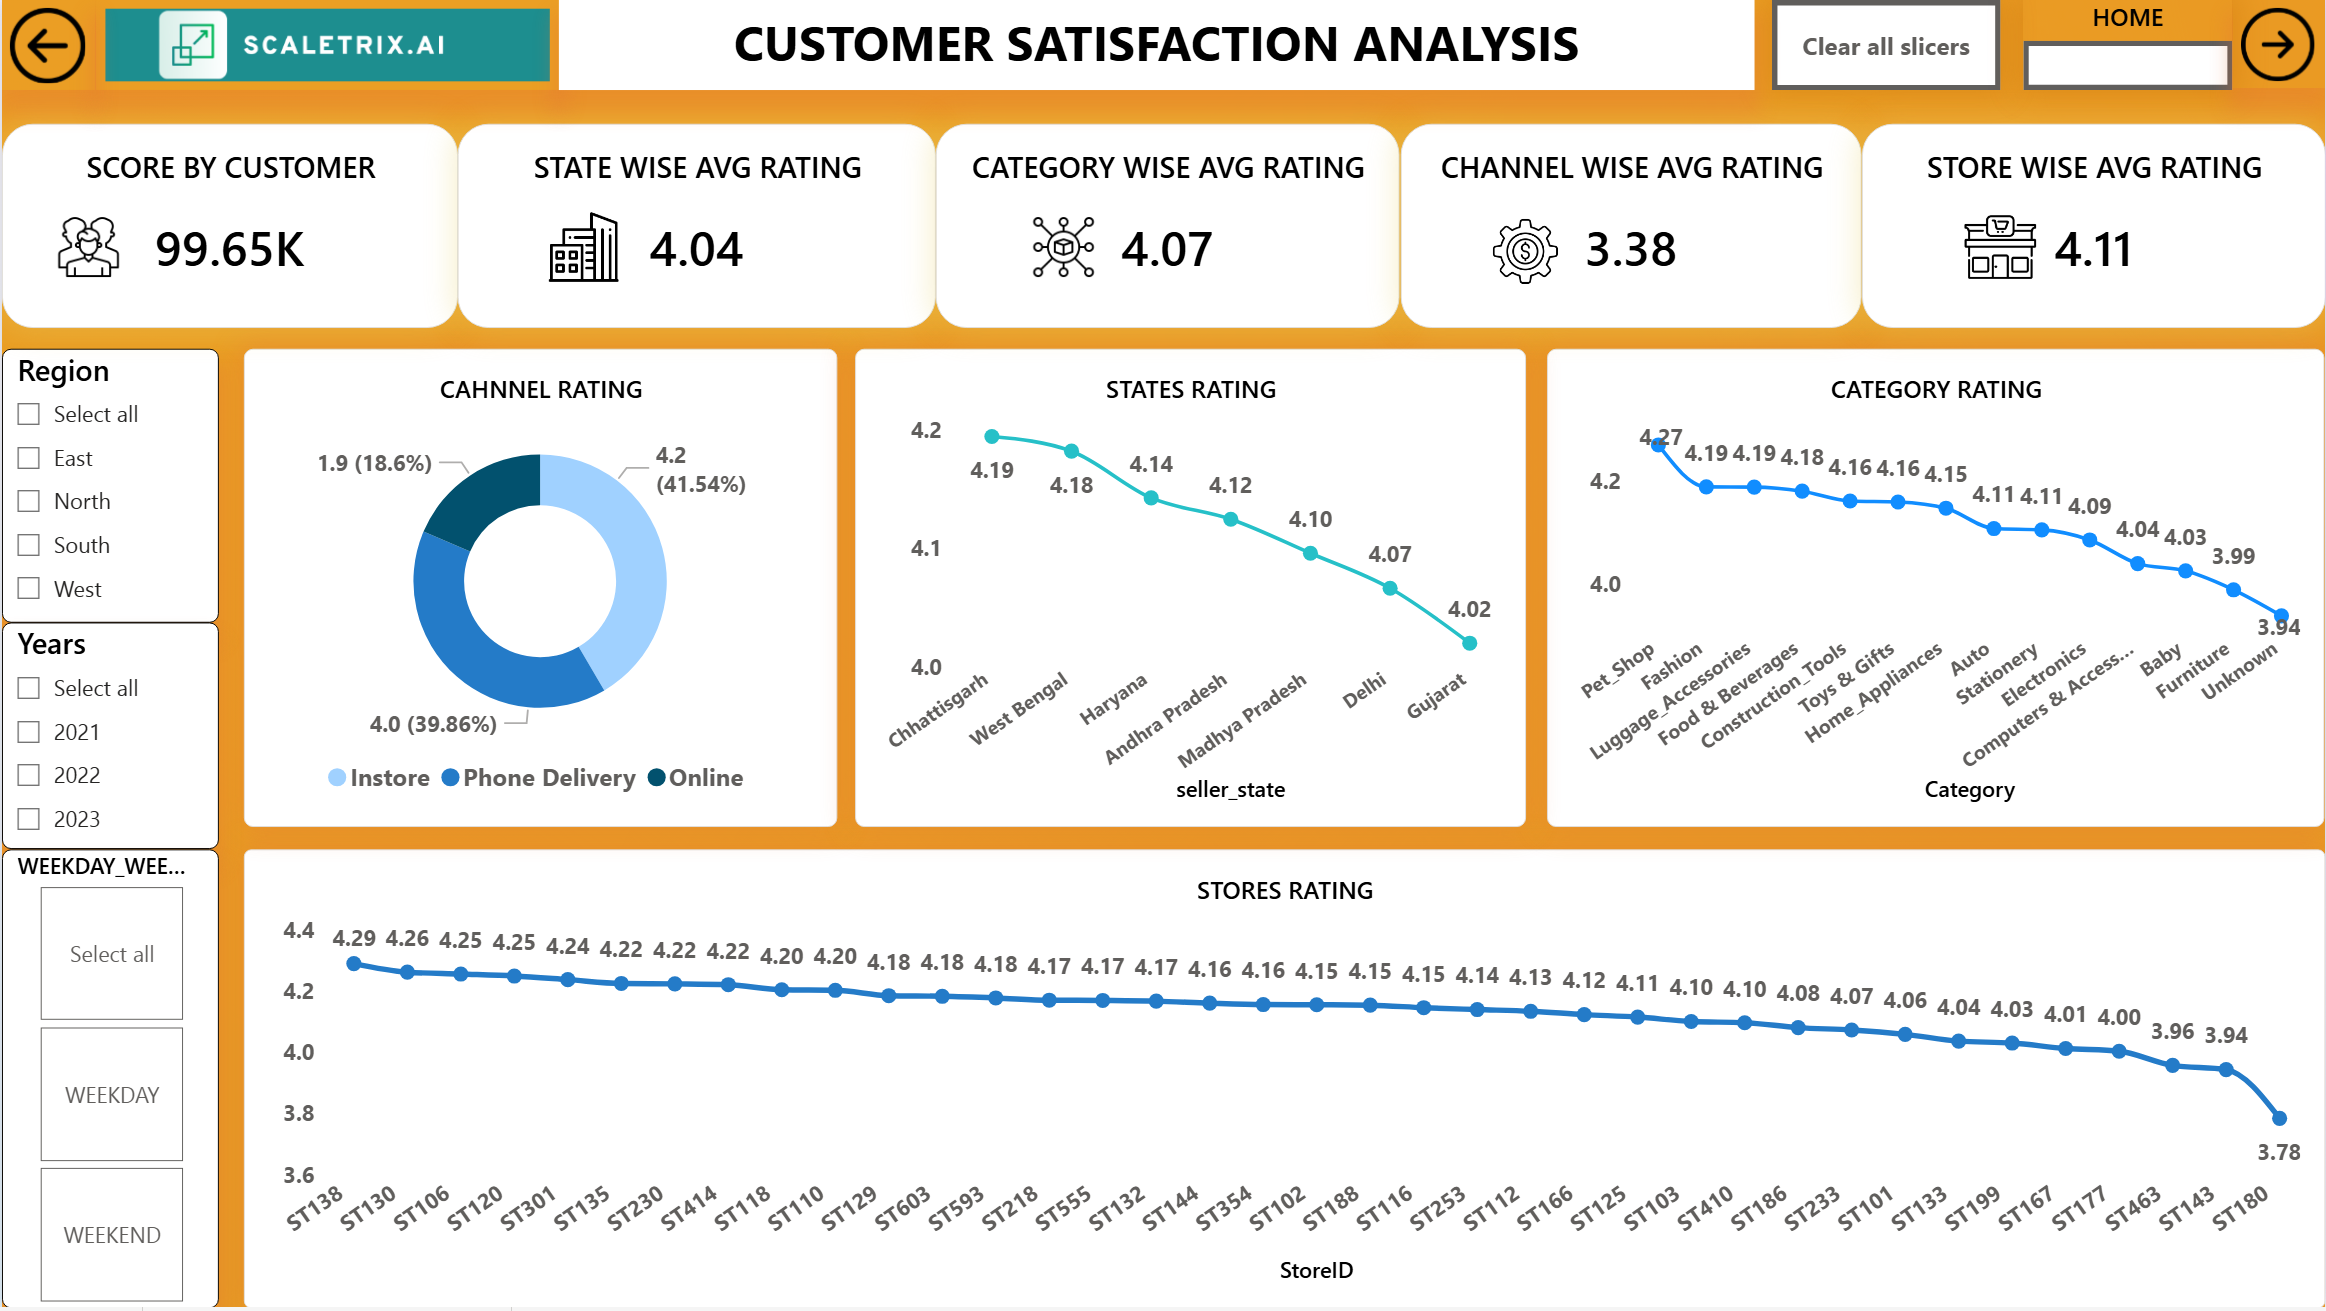 SCALETRIX.AI
CUSTOMER SATISFACTION ANALYSIS
Clear all slicers
HOME
SCORE BY CUSTOMER
99.65K
STATE WISE AVG RATING
4.04
CATEGORY WISE AVG RATING
4.07
CHANNEL WISE AVG RATING
3.38
STORE WISE AVG RATING
4.11
Region
Select all
East
North
South
West
Years
Select all
2021
2022
2023
WEEKDAY_WEE...
Select all
WEEKDAY
WEEKEND
CAHNNEL RATING
1.9 (18.6%)
4.2
(41.54%)
4.0 (39.86%)
Instore Phone Delivery Online
STATES RATING
4.2
4.1
4.0
4.19
4.18
4.14
4.12
4.10
4.07
4.02
Chhattisgarh
West Bengal
Haryana
Andhra Pradesh
Madhya Pradesh
Delhi
Gujarat
seller_state
CATEGORY RATING
4.2
4.0
4.27
4.19
4.19
4.18
4.16
4.16
4.15
4.11
4.11
4.09
4.04
4.03
3.99
3.94
Pet_Shop
Fashion
Luggage_Accessories
Food & Beverages
Construction_Tools
Toys & Gifts
Home_Appliances
Auto
Stationery
Electronics
Computers & Access...
Baby
Furniture
Unknown
Category
STORES RATING
4.4
4.2
4.0
3.8
3.6
4.29 4.26 4.25 4.25 4.24 4.22 4.22 4.22 4.20 4.20 4.18 4.18 4.18 4.17 4.17 4.17 4.16 4.16 4.15 4.15 4.15 4.14 4.13 4.12 4.11 4.10 4.10 4.08 4.07 4.06 4.04 4.03 4.01 4.00 3.96 3.94 3.78
ST138 ST130 ST106 ST120 ST301 ST135 ST230 ST414 ST118 ST110 ST129 ST603 ST593 ST218 ST555 ST132 ST144 ST354 ST102 ST188 ST116 ST253 ST112 ST166 ST125 ST103 ST410 ST186 ST233 ST101 ST133 ST199 ST167 ST177 ST463 ST143 ST180
StoreID